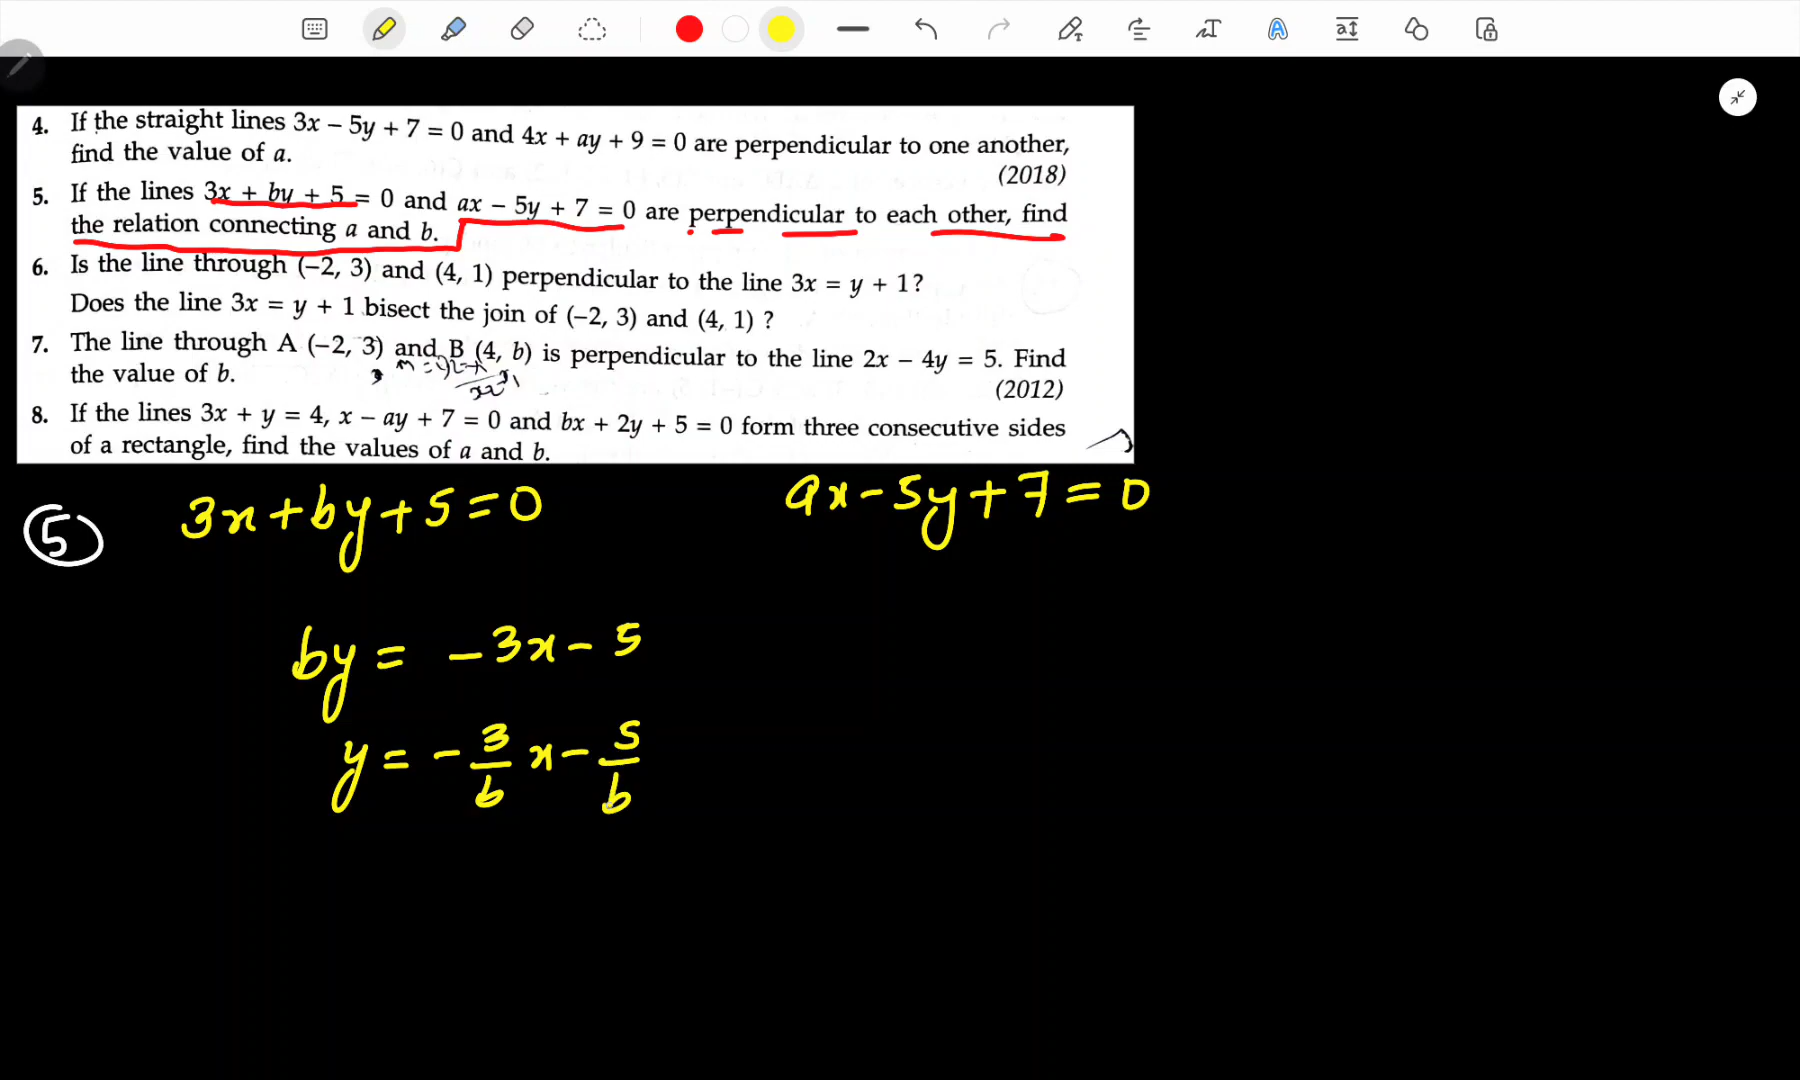 4. If the straight lines 3x − 5y + 7 = 0 and 4x + ay + 9 = 0 are perpendicular to one another,
find the value of a.
(2018)
5. If the lines 3x + by + 5 = 0 and ax − 5y + 7 = 0 are perpendicular to each other, find
the relation connecting a and b.
6. Is the line through (−2, 3) and (4, 1) perpendicular to the line 3x = y + 1?
Does the line 3x = y + 1 bisect the join of (−2, 3) and (4, 1) ?
7. The line through A (−2, 3) and B (4, b) is perpendicular to the line 2x − 4y = 5. Find
the value of b.
(2012)
8. If the lines 3x + y = 4, x − ay + 7 = 0 and bx + 2y + 5 = 0 form three consecutive sides
of a rectangle, find the values of a and b.
5 3x+by+5=0 ax-5y+7=0
by = -3x-5
y = -3/b x - 5/b